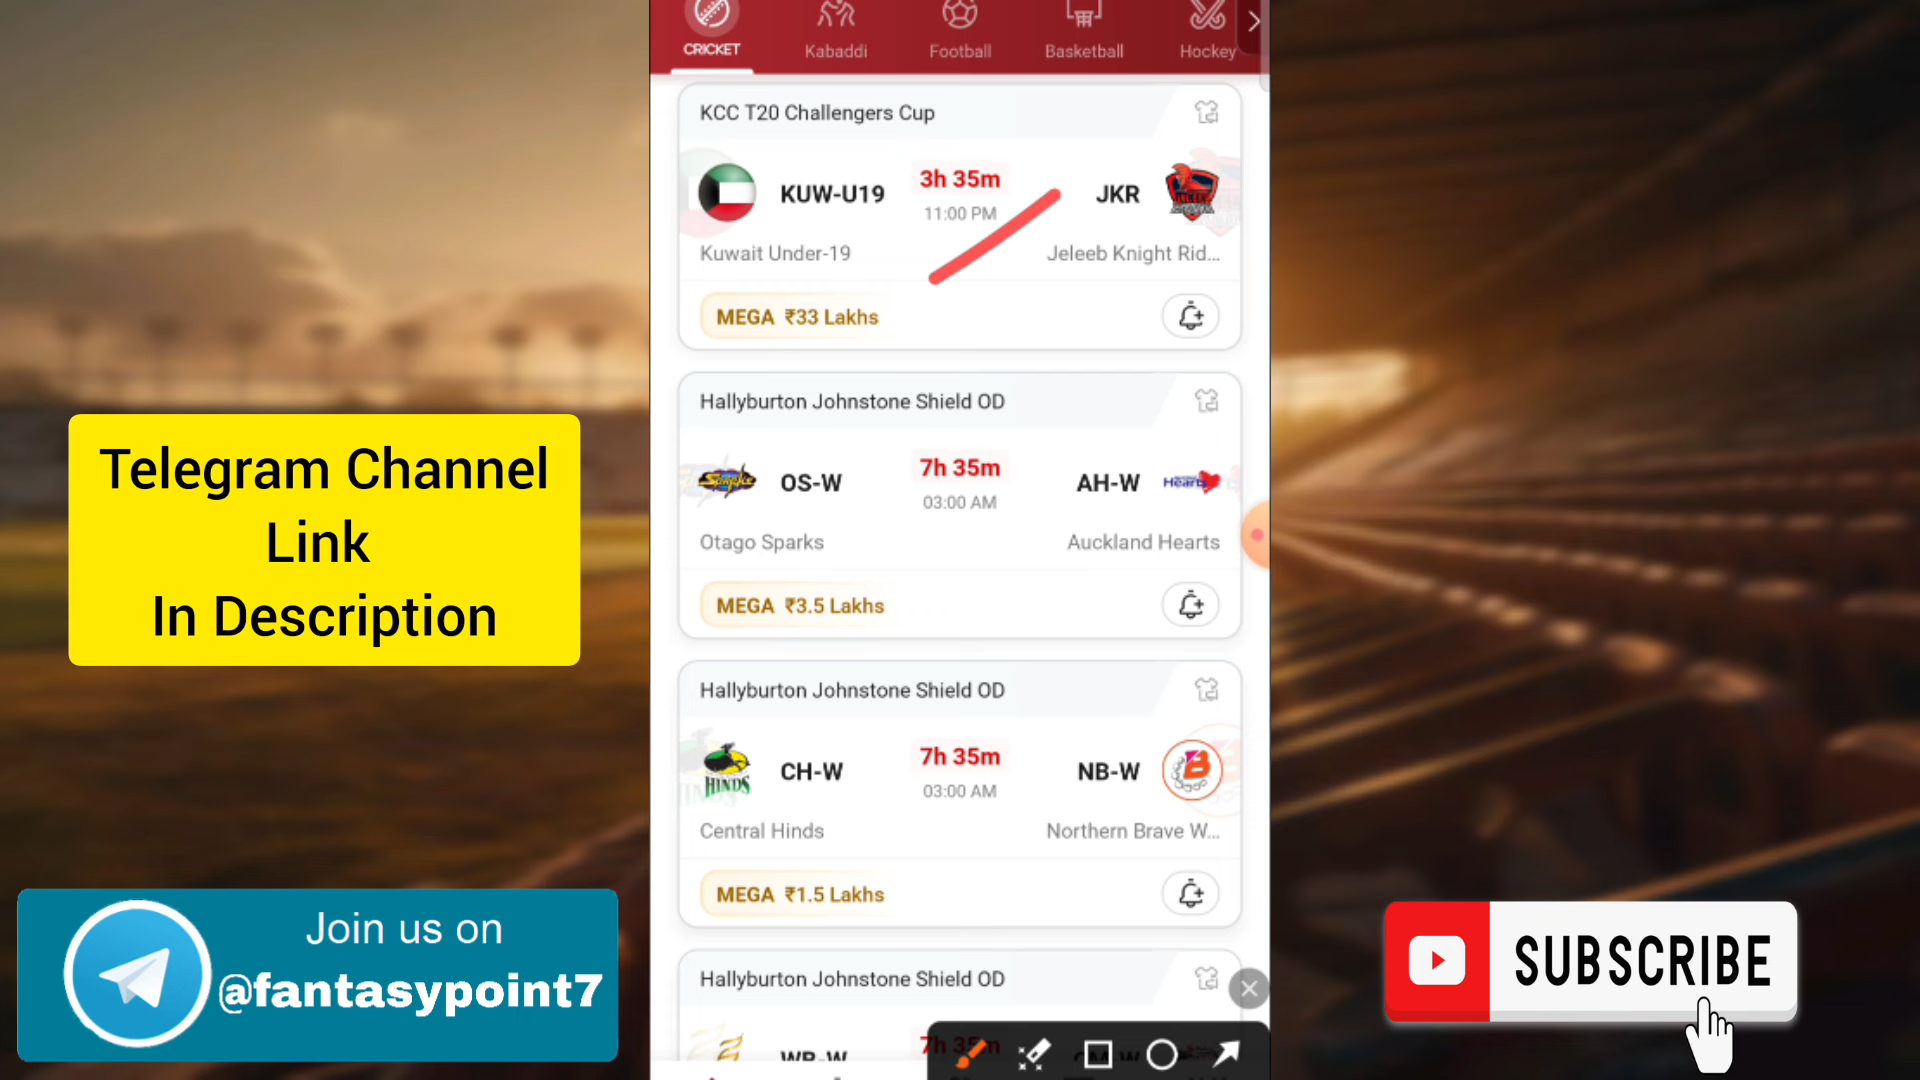 CRICKET
Kabaddi
Football
Basketball
Hockey
KCC T20 Challengers Cup
KUW-U19
3h 35m
11:00 PM
JKR
Kuwait Under-19
Jeleeb Knight Rid...
MEGA ₹33 Lakhs
Hallyburton Johnstone Shield OD
OS-W
7h 35m
03:00 AM
AH-W
Hearts
Otago Sparks
Auckland Hearts
MEGA ₹3.5 Lakhs
Hallyburton Johnstone Shield OD
HINDS
CH-W
7h 35m
03:00 AM
NB-W
B
Central Hinds
Northern Brave W...
MEGA ₹1.5 Lakhs
Hallyburton Johnstone Shield OD
7h 35m
Telegram Channel
Link
In Description
Join us on
@fantasypoint7
SUBSCRIBE